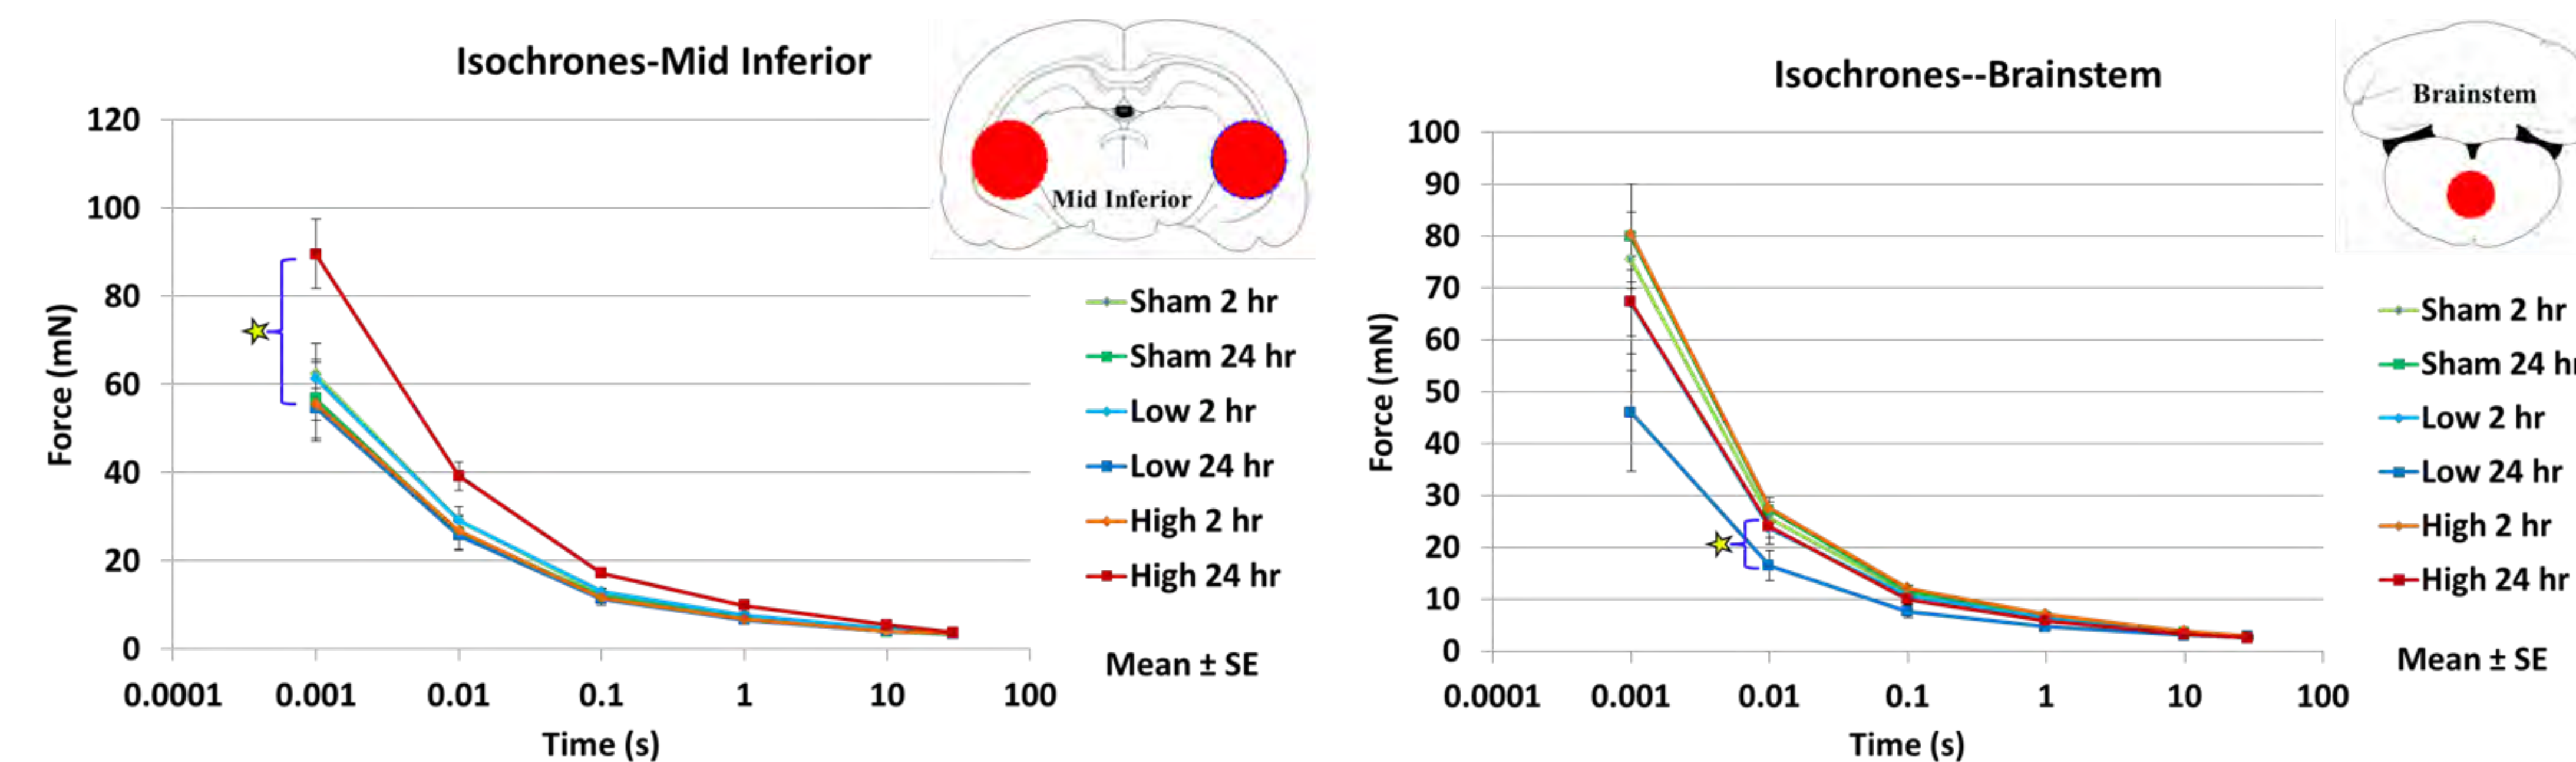 Isochrones-Mid Inferior
120
100
80
60
40
20
0
Force (mN)
0.0001 0.001 0.01 0.1 1 10 100
Time (s)
Mid Inferior
Sham 2 hr
Sham 24 hr
Low 2 hr
Low 24 hr
High 2 hr
High 24 hr
Mean ± SE
Isochrones--Brainstem
100
90
80
70
60
50
40
30
20
10
0
Force (mN)
0.0001 0.001 0.01 0.1 1 10 100
Time (s)
Brainstem
Sham 2 hr
Sham 24 h
Low 2 hr
Low 24 hr
High 2 hr
High 24 hr
Mean ± SE